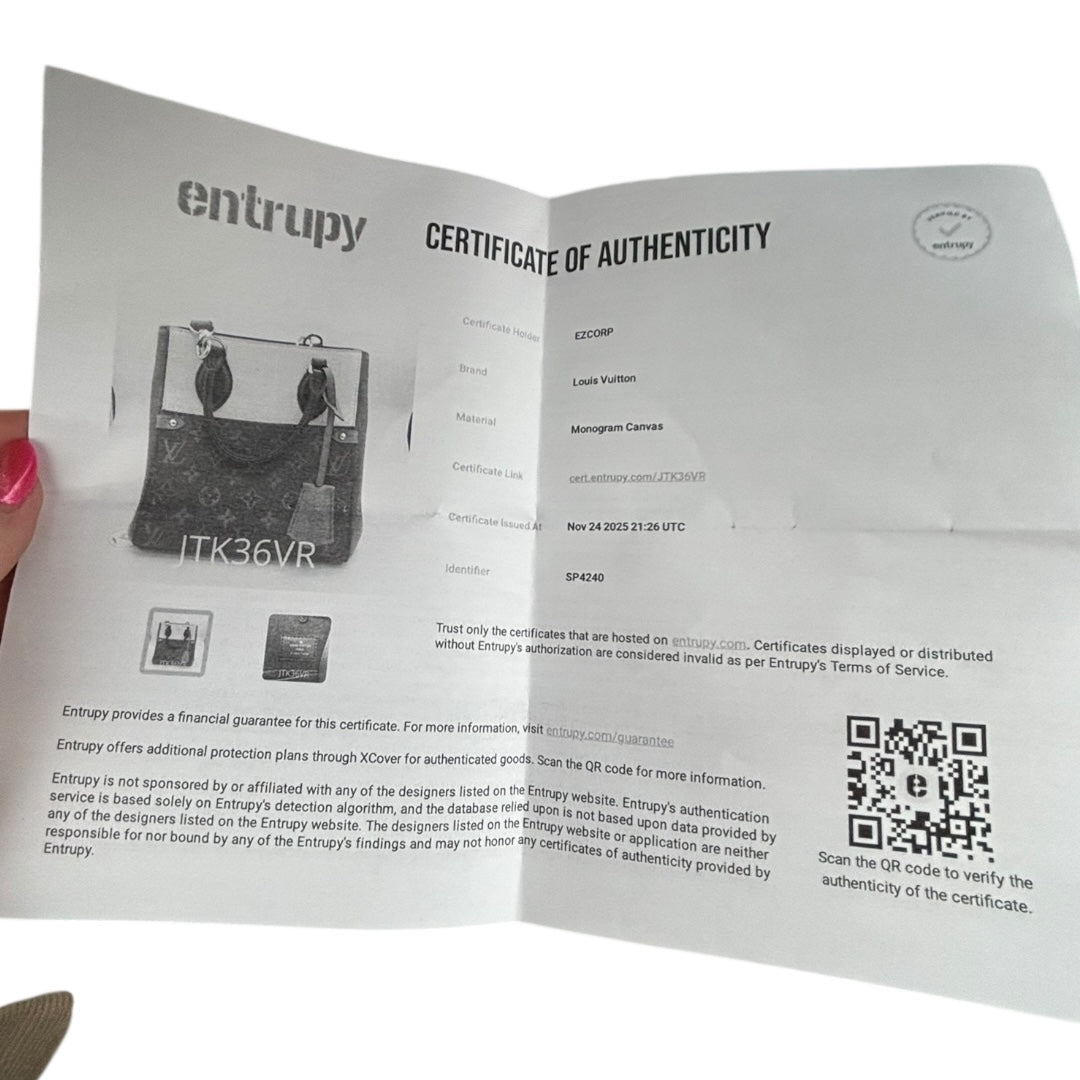 entrupy
CERTIFICATE OF AUTHENTICITY
VERIFIED BY
entrupy
Certificate Holder EZCORP
Brand Louis Vuitton
Material Monogram Canvas
Certificate Link cert.entrupy.com/JTK36VR
Certificate Issued At Nov 24 2025 21:26 UTC
Identifier SP4240
JTK36VR
JTK36VR
Trust only the certificates that are hosted on entrupy.com. Certificates displayed or distributed
without Entrupy's authorization are considered invalid as per Entrupy's Terms of Service.
Entrupy provides a financial guarantee for this certificate. For more information, visit entrupy.com/guarantee
Entrupy offers additional protection plans through XCover for authenticated goods. Scan the QR code for more information.
Entrupy is not sponsored by or affiliated with any of the designers listed on the Entrupy website. Entrupy's authentication
service is based solely on Entrupy's detection algorithm, and the database relied upon is not based upon data provided by
any of the designers listed on the Entrupy website. The designers listed on the Entrupy website or application are neither
responsible for nor bound by any of the Entrupy's findings and may not honor any certificates of authenticity provided by
Entrupy.
e
Scan the QR code to verify the
authenticity of the certificate.